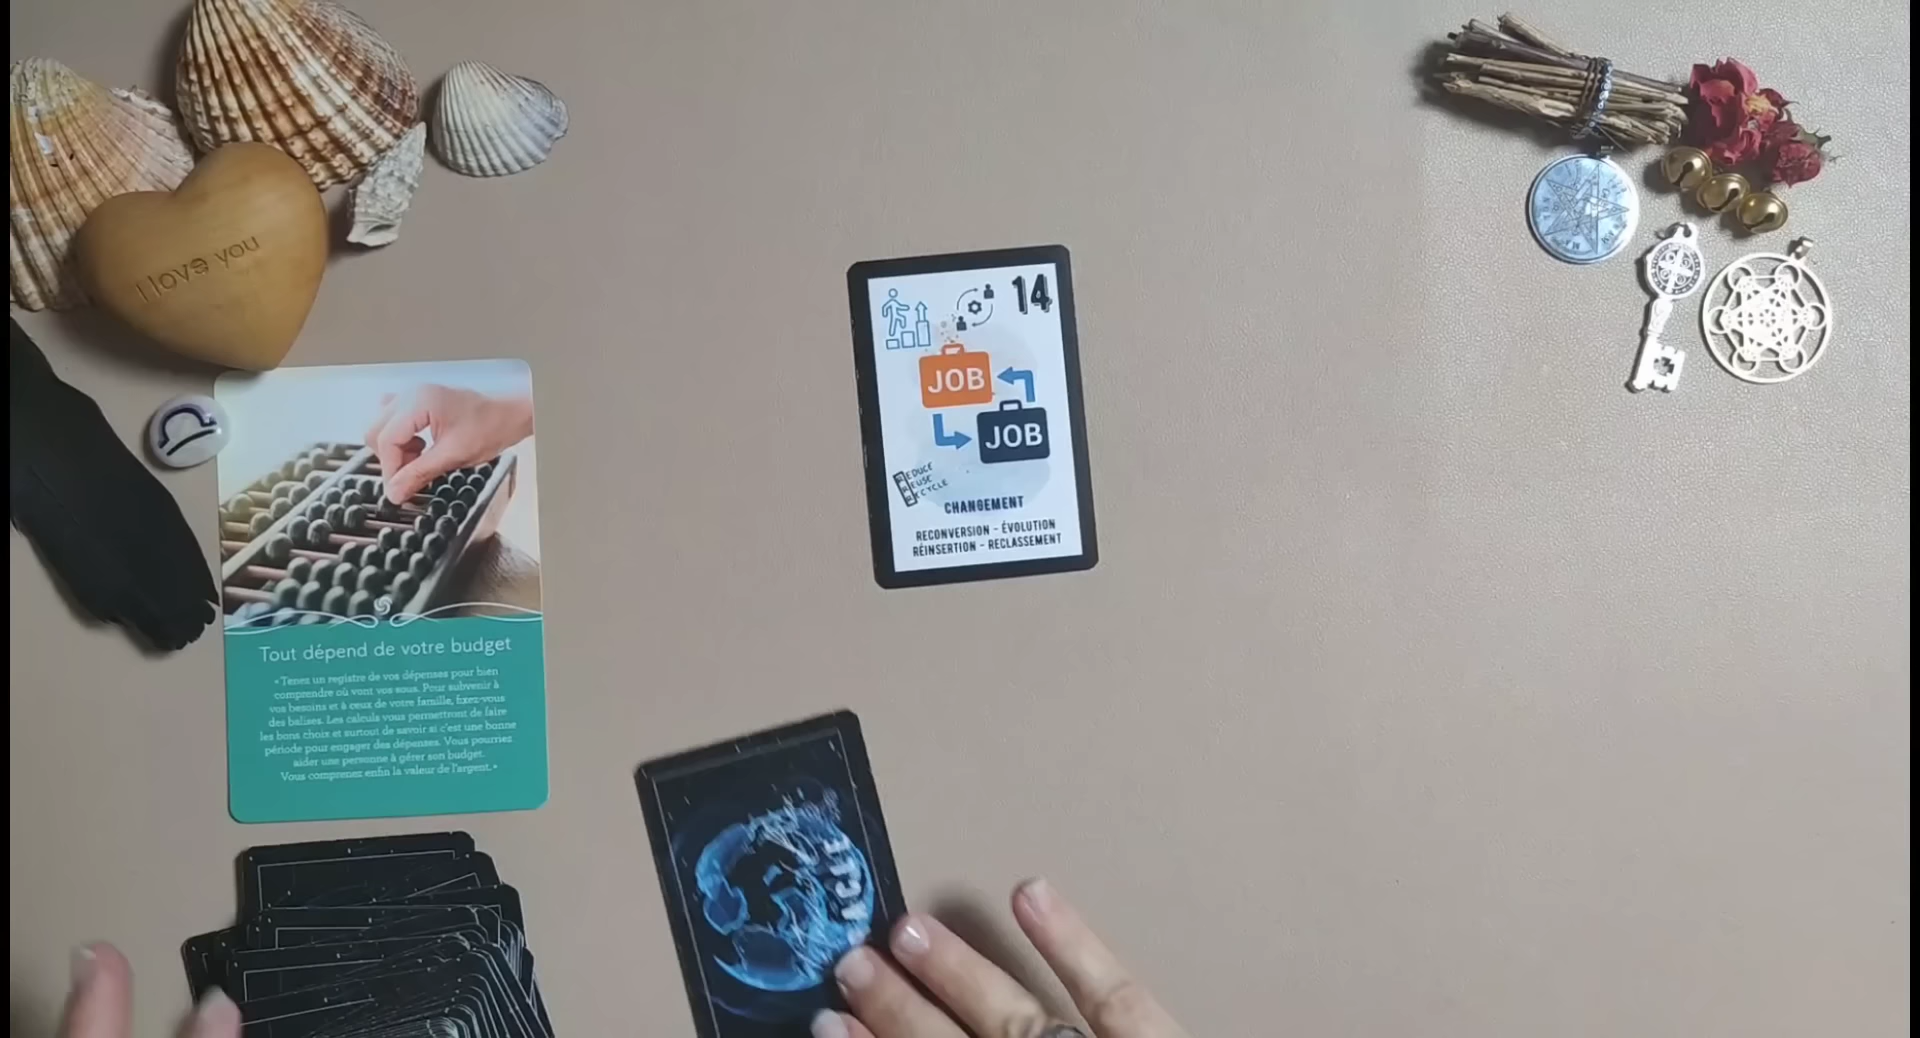 I love you
14
JOB
JOB
REDUCE
REUSE
RECYCLE
CHANGEMENT
RECONVERSION - ÉVOLUTION
RÉINSERTION - RECLASSEMENT
Tout dépend de votre budget
« Tenez un registre de vos dépenses pour bien
comprendre où vont vos sous. Pour subvenir à
vos besoins et à ceux de votre famille, fixez-vous
des balises. Les calculs vous permettront de faire
les bons choix et surtout de savoir si c'est une bonne
période pour engager des dépenses. Vous pourriez
aider une personne à gérer son budget.
Vous comprenez enfin la valeur de l'argent. »